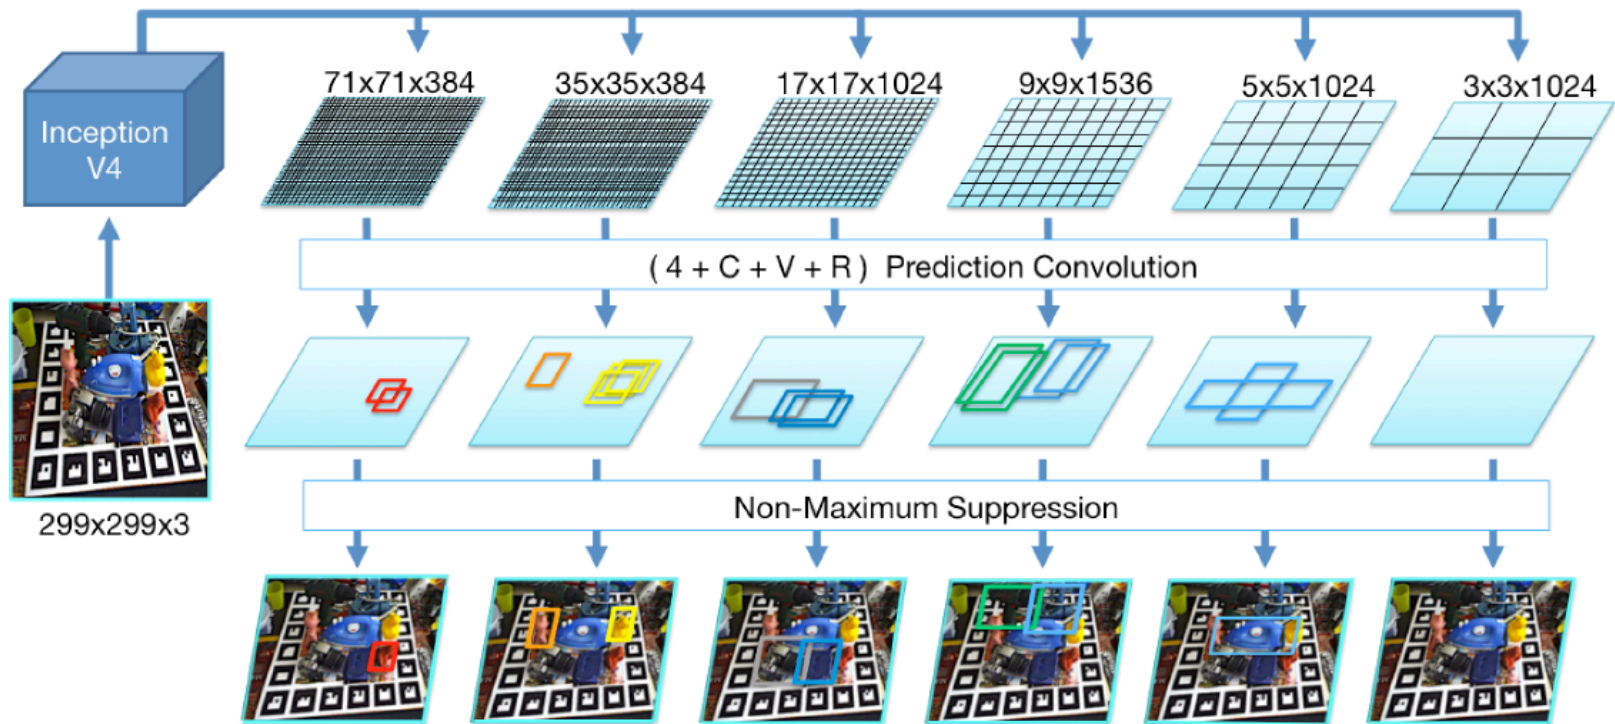 71x71x384
35x35x384
17x17x1024
9x9x1536
5x5x1024
3x3x1024
Inception
V4
( 4 + C + V + R ) Prediction Convolution
299x299x3
Non-Maximum Suppression